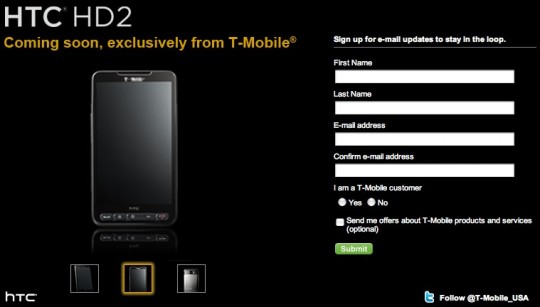 HTC HD2
Coming soon, exclusively from T-Mobile®
T-Mobile
htc
Sign up for e-mail updates to stay in the loop.
First Name
Last Name
E-mail address
Confirm e-mail address
I am a T-Mobile customer
Yes No
Send me offers about T-Mobile products and services
(optional)
Submit
htc
Follow @T-Mobile_USA